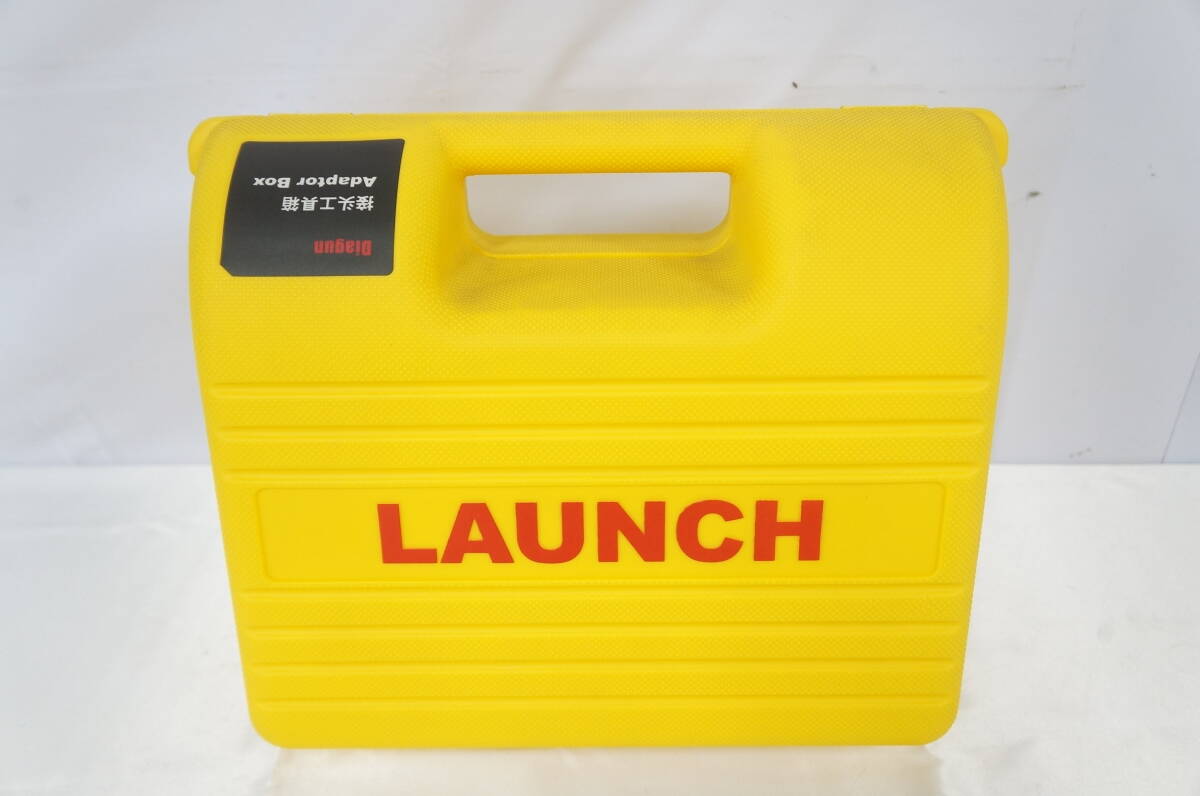 Diagun
接头工具箱
Adaptor Box
LAUNCH